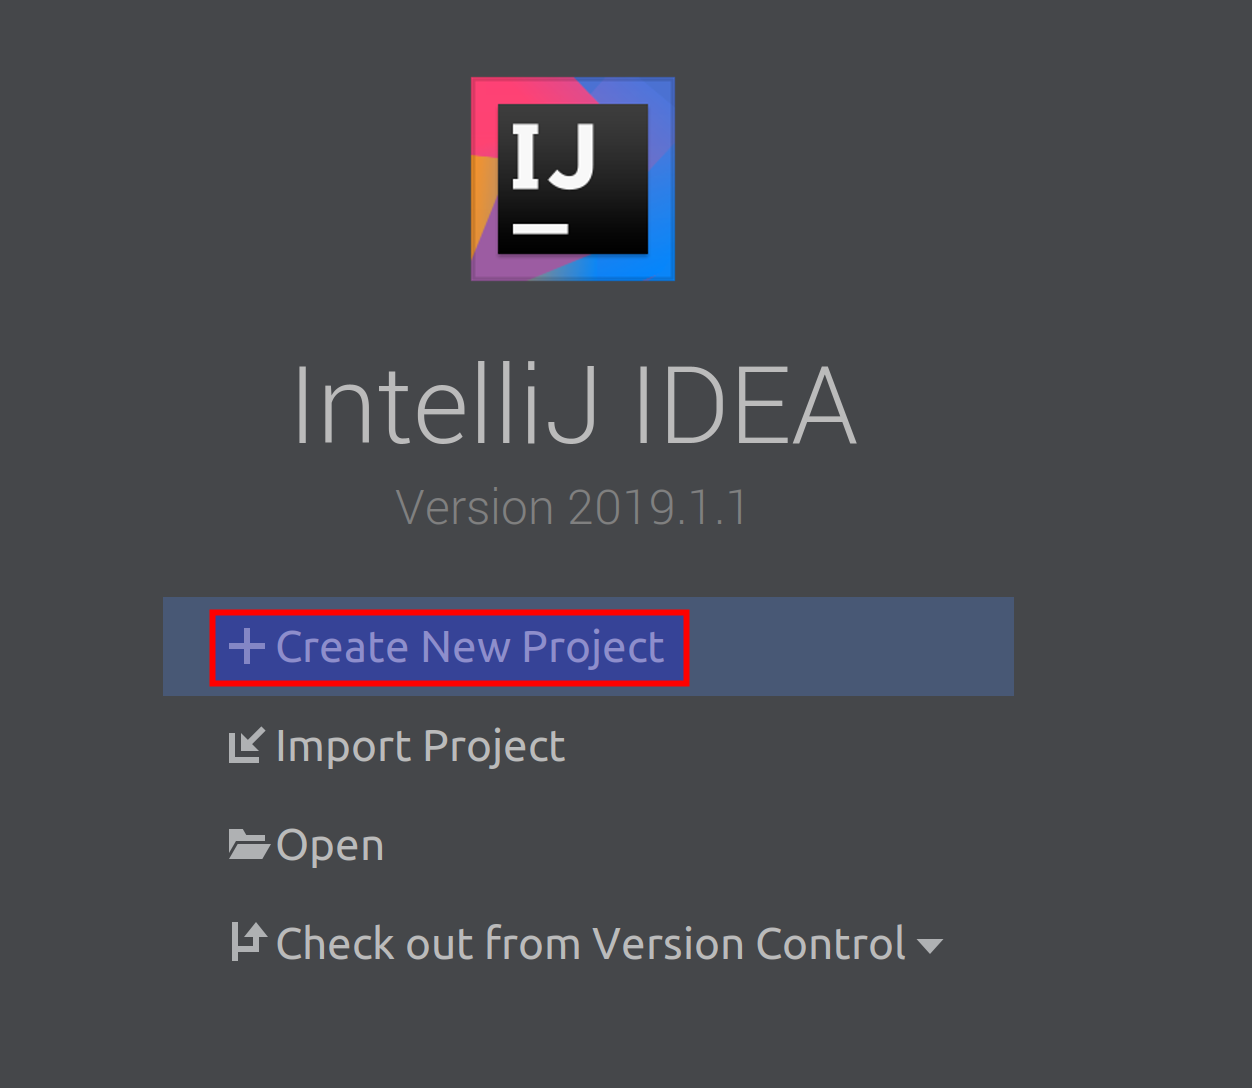 IJ
IntelliJ IDEA
Version 2019.1.1
Create New Project
Import Project
Open
Check out from Version Control